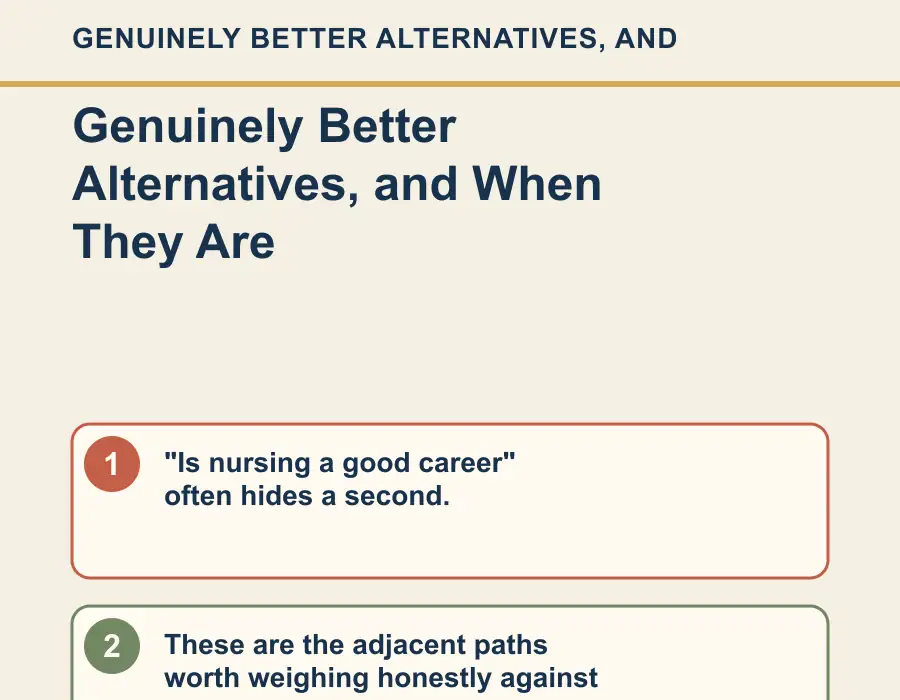 GENUINELY BETTER ALTERNATIVES, AND
Genuinely Better
Alternatives, and When
They Are
1
"Is nursing a good career"
often hides a second.
2
These are the adjacent paths
worth weighing honestly against